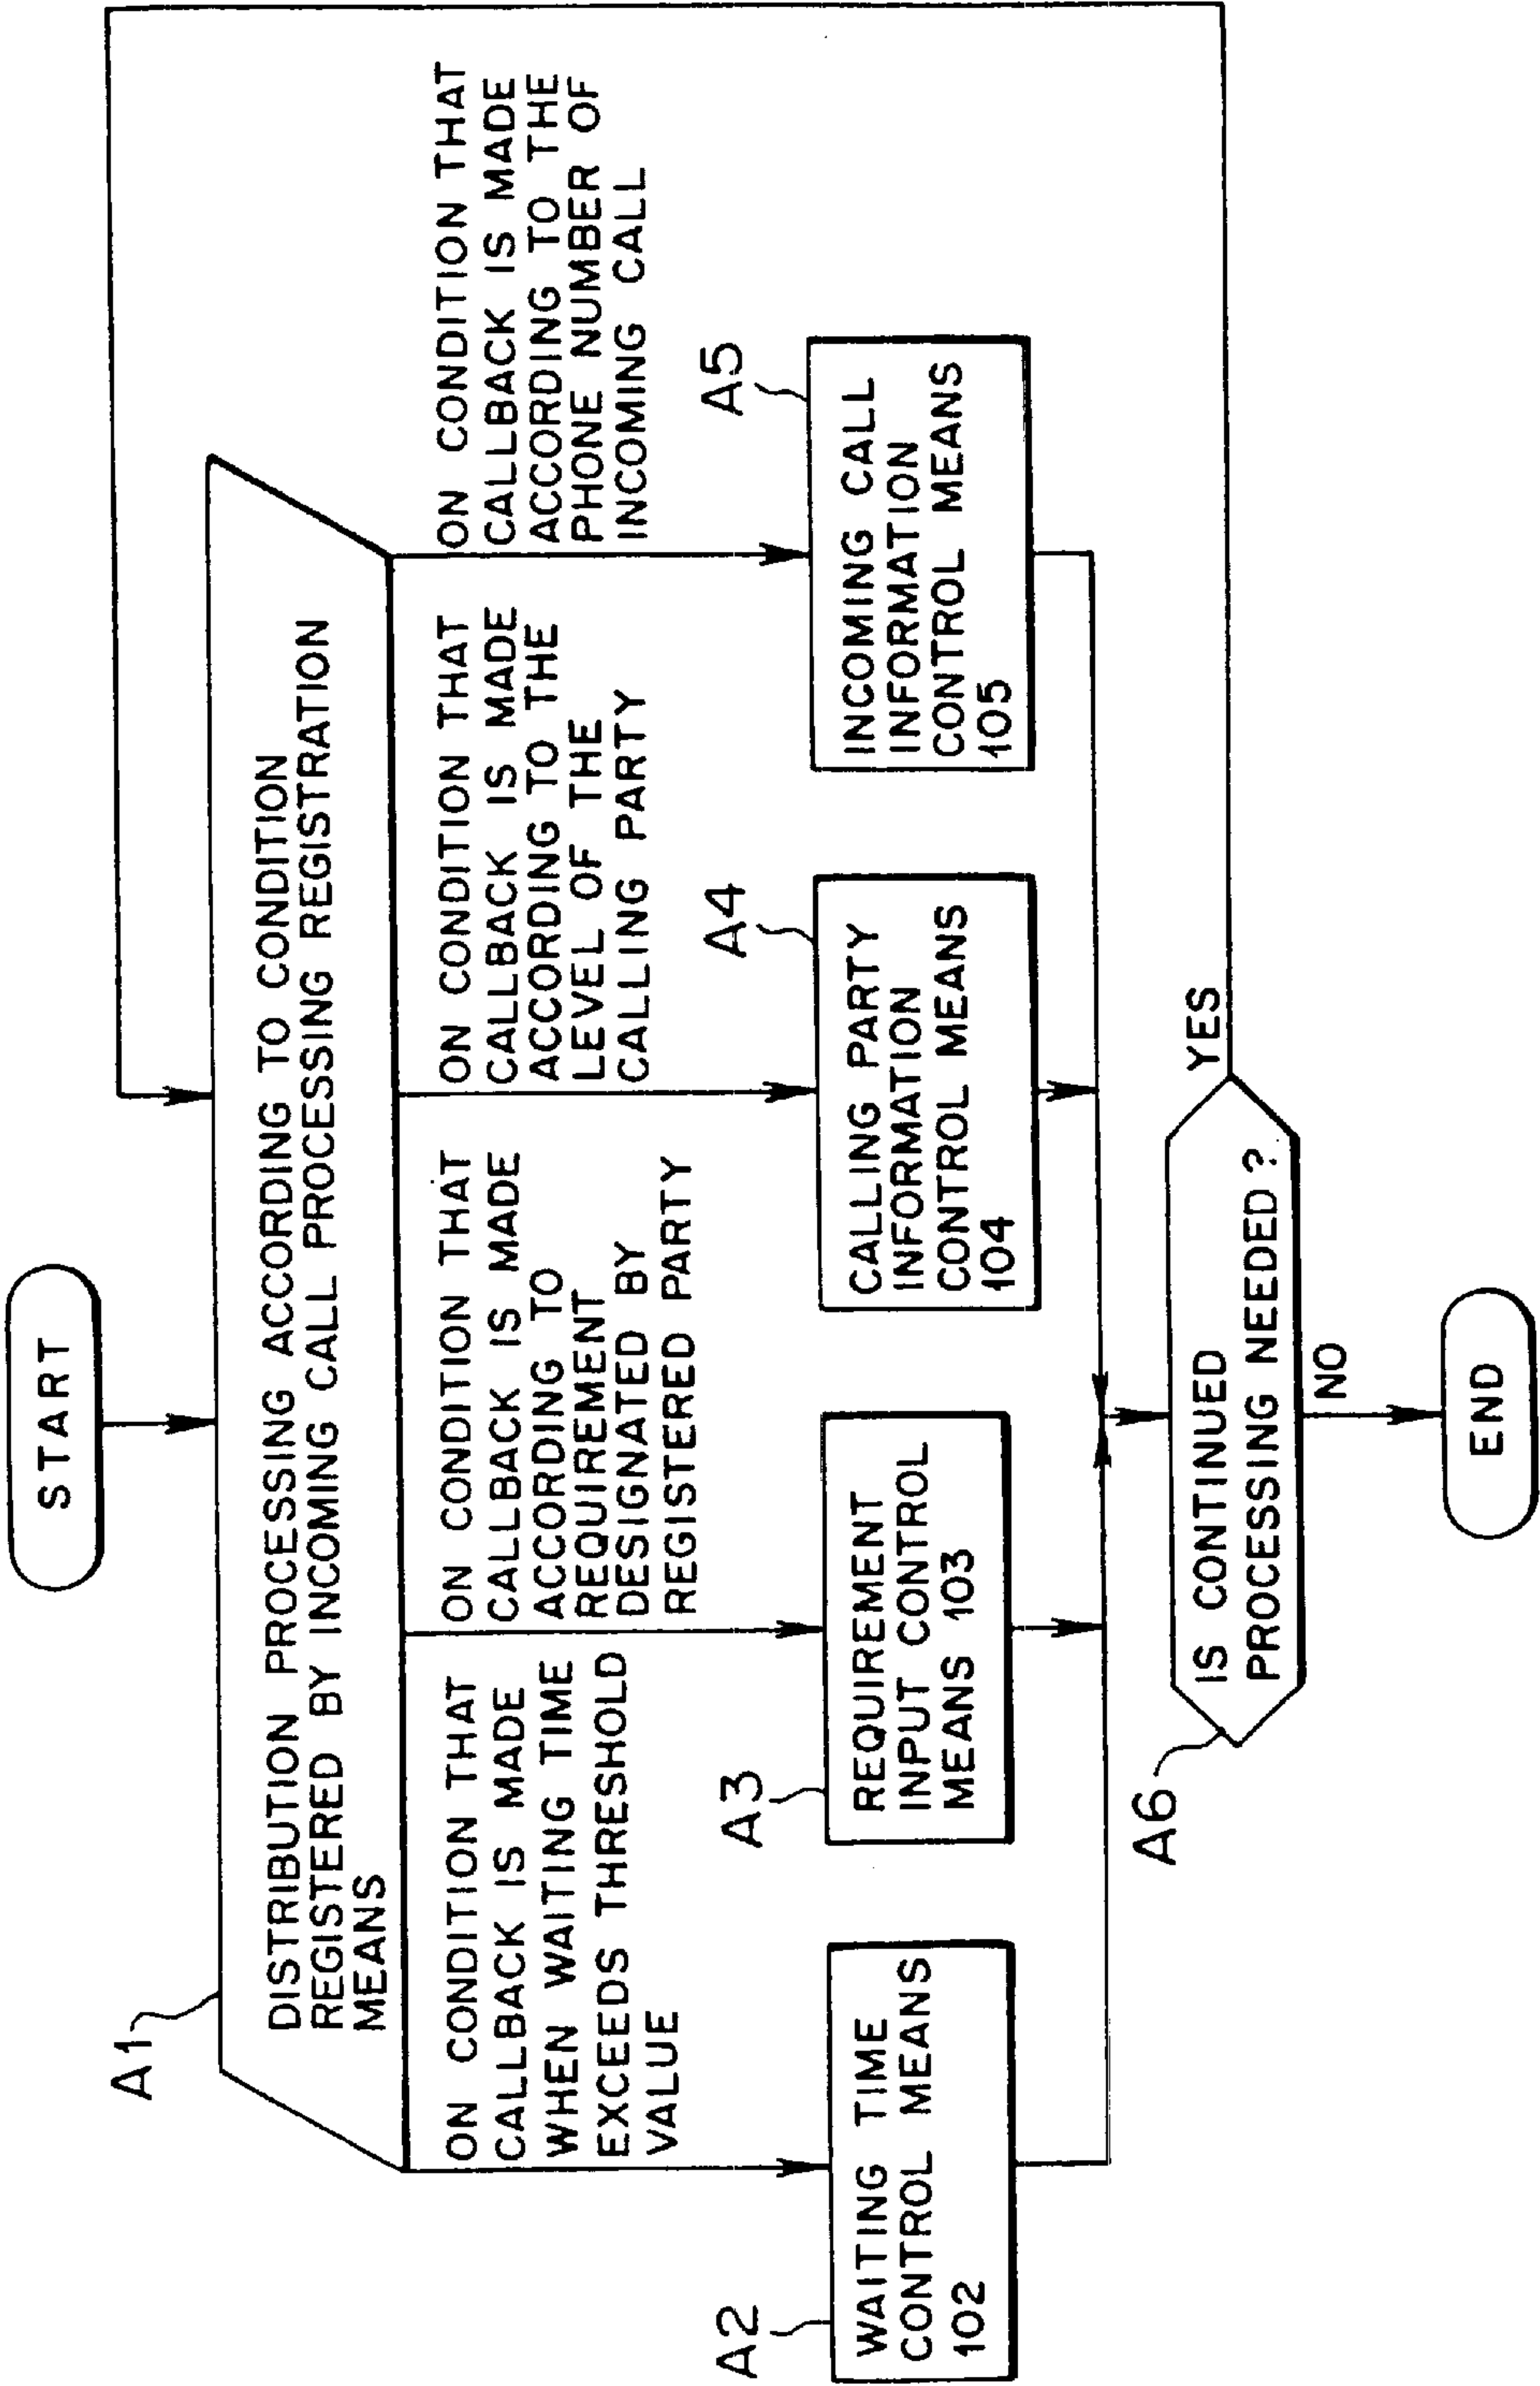 START
A1
DISTRIBUTION PROCESSING ACCORDING TO CONDITION
REGISTERED BY INCOMING CALL PROCESSING REGISTRATION
MEANS
ON CONDITION THAT
CALLBACK IS MADE
WHEN WAITING TIME
EXCEEDS THRESHOLD
VALUE
ON CONDITION THAT
CALLBACK IS MADE
ACCORDING TO
REQUIREMENT
DESIGNATED BY
REGISTERED PARTY
ON CONDITION THAT
CALLBACK IS MADE
ACCORDING TO THE
LEVEL OF THE
CALLING PARTY
ON CONDITION THAT
CALLBACK IS MADE
ACCORDING TO THE
PHONE NUMBER OF
INCOMING CALL
A2
WAITING TIME
CONTROL MEANS
102
A3
REQUIREMENT
INPUT CONTROL
MEANS 103
A4
CALLING PARTY
INFORMATION
CONTROL MEANS
104
A5
INCOMING CALL
INFORMATION
CONTROL MEANS
105
A6
IS CONTINUED
PROCESSING NEEDED?
YES
NO
END